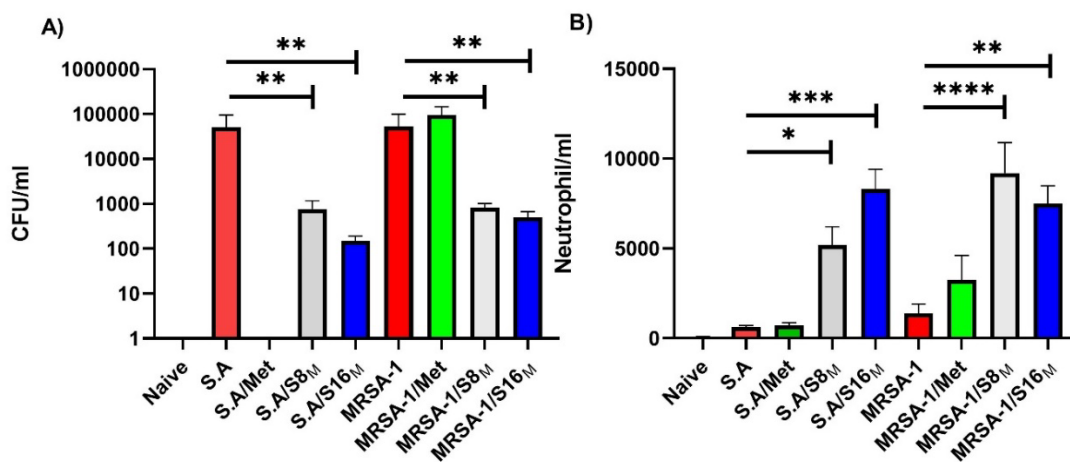 A)
** **
** **
1000000
100000
10000
1000
100
10
1
CFU/ml
Naive
S.A
S.A/Met
S.A/S8M
S.A/S16M
MRSA-1
MRSA-1/Met
MRSA-1/S8M
MRSA-1/S16M
B)
**
*** ****
*
15000
10000
5000
0
Neutrophil/ml
Naive
S.A
S.A/Met
S.A/S8M
S.A/S16M
MRSA-1
MRSA-1/Met
MRSA-1/S8M
MRSA-1/S16M